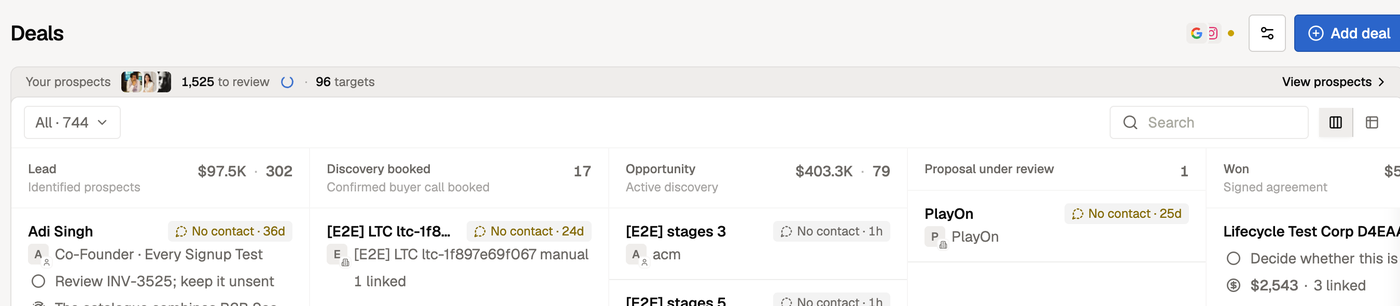 Deals
Add deal
Your prospects 1,525 to review · 96 targets
View prospects
All · 744
Search
Lead $97.5K · 302
Identified prospects
Discovery booked 17
Confirmed buyer call booked
Opportunity $403.3K · 79
Active discovery
Proposal under review 1
Won
Signed agreement
Adi Singh No contact · 36d
A Co-Founder · Every Signup Test
Review INV-3525; keep it unsent
[E2E] LTC ltc-1f8... No contact · 24d
E [E2E] LTC ltc-1f897e69f067 manual
1 linked
[E2E] stages 3 No contact · 1h
A acm
[E2E] stages 5 No contact · 1h
PlayOn No contact · 25d
P PlayOn
Lifecycle Test Corp D4EAA
Decide whether this is
$2,543 · 3 linked